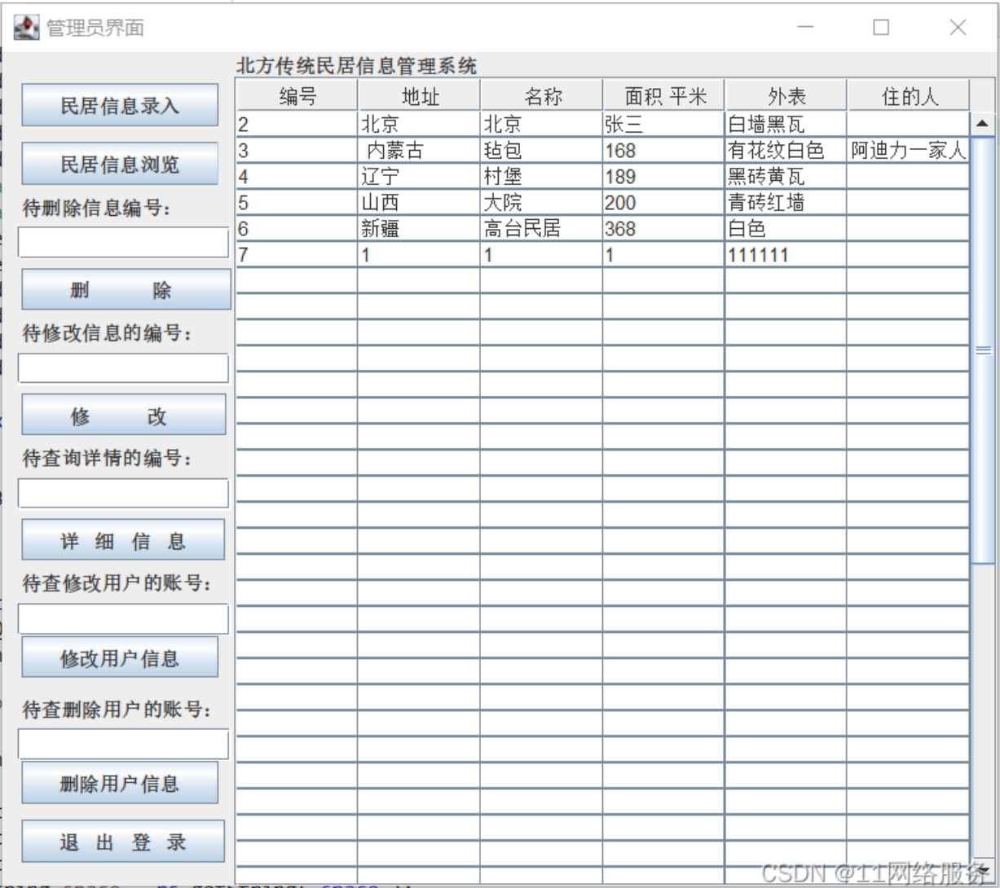 管理员界面
北方传统民居信息管理系统
民居信息录入
民居信息浏览
待删除信息编号：
删 除
待修改信息的编号：
修 改
待查询详情的编号：
详 细 信 息
待查修改用户的账号：
修改用户信息
待查删除用户的账号：
删除用户信息
退 出 登 录
编号 地址 名称 面积 平米 外表 住的人
2 北京 北京 张三 白墙黑瓦
3 内蒙古 毡包 168 有花纹白色 阿迪力一家人
4 辽宁 村堡 189 黑砖黄瓦
5 山西 大院 200 青砖红墙
6 新疆 高台民居 368 白色
7 1 1 1 111111
CSDN @11网络服务